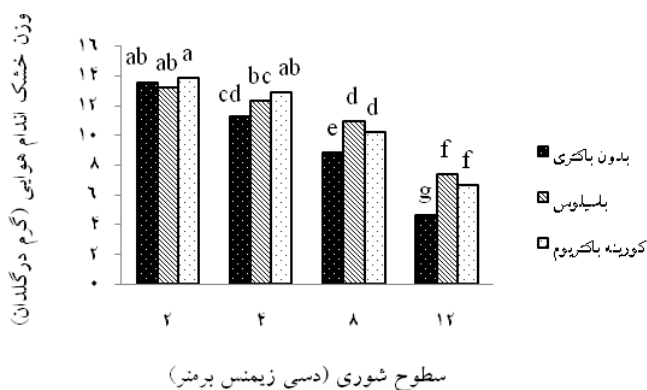 وزن خشک اندام هوایی (گرم درگلدان)
۱۶
۱۴
۱۲
۱۰
۸
۶
۴
۲
۰
ab ab a
cd bc ab
e d d
g f f
بدون باکتری
باسیلوس
کورینه باکتریوم
۲ ۴ ۸ ۱۲
سطوح شوری (دسی زیمنس برمتر)